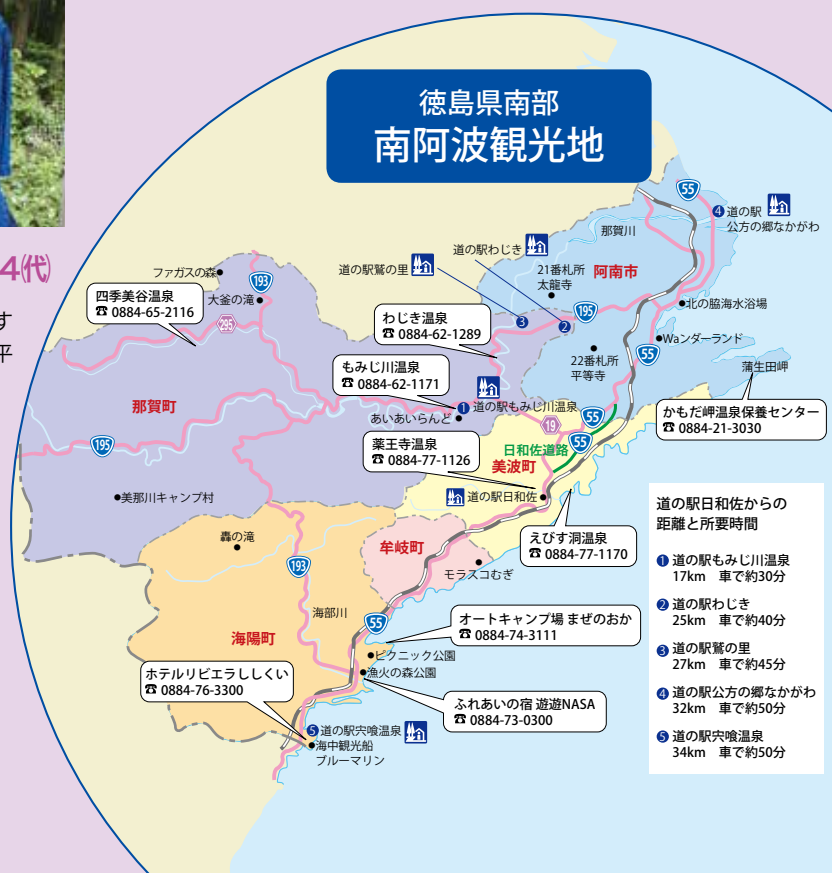 徳島県南部
南阿波観光地
4㈹
す
平
55
④ 道の駅
公方の郷なかがわ
那賀川
道の駅わじき
道の駅鷲の里
21番札所
太龍寺
阿南市
ファガスの森
193
大釜の滝
四季美谷温泉
☎ 0884-65-2116
295
わじき温泉
☎ 0884-62-1289
③
②
195
北の脇海水浴場
Waンダーランド
22番札所
平等寺
55
蒲生田岬
もみじ川温泉
☎ 0884-62-1171
那賀町
① 道の駅もみじ川温泉
あいあいらんど
55
19
かもだ岬温泉保養センター
☎ 0884-21-3030
195
薬王寺温泉
☎ 0884-77-1126
日和佐道路
55
美波町
美那川キャンプ村
道の駅日和佐
轟の滝
えびす洞温泉
☎ 0884-77-1170
牟岐町
モラスコむぎ
193
海部川
55
海陽町
オートキャンプ場 まぜのおか
☎ 0884-74-3111
ピクニック公園
漁火の森公園
ホテルリビエラししくい
☎ 0884-76-3300
ふれあいの宿 遊遊NASA
☎ 0884-73-0300
⑤ 道の駅宍喰温泉
海中観光船
ブルーマリン
道の駅日和佐からの
距離と所要時間
① 道の駅もみじ川温泉
17km 車で約30分
② 道の駅わじき
25km 車で約40分
③ 道の駅鷲の里
27km 車で約45分
④ 道の駅公方の郷なかがわ
32km 車で約50分
⑤ 道の駅宍喰温泉
34km 車で約50分